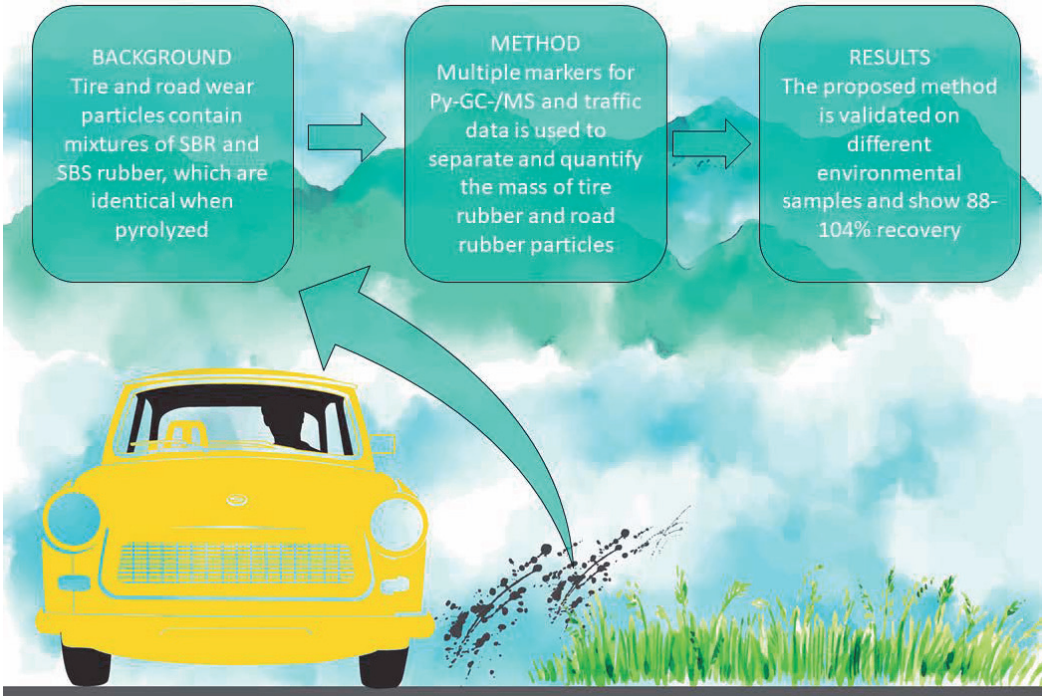 BACKGROUND
Tire and road wear
particles contain
mixtures of SBR and
SBS rubber, which are
identical when
pyrolyzed
METHOD
Multiple markers for
Py-GC-/MS and traffic
data is used to
separate and quantify
the mass of tire
rubber and road
rubber particles
RESULTS
The proposed method
is validated on
different
environmental
samples and show 88-
104% recovery